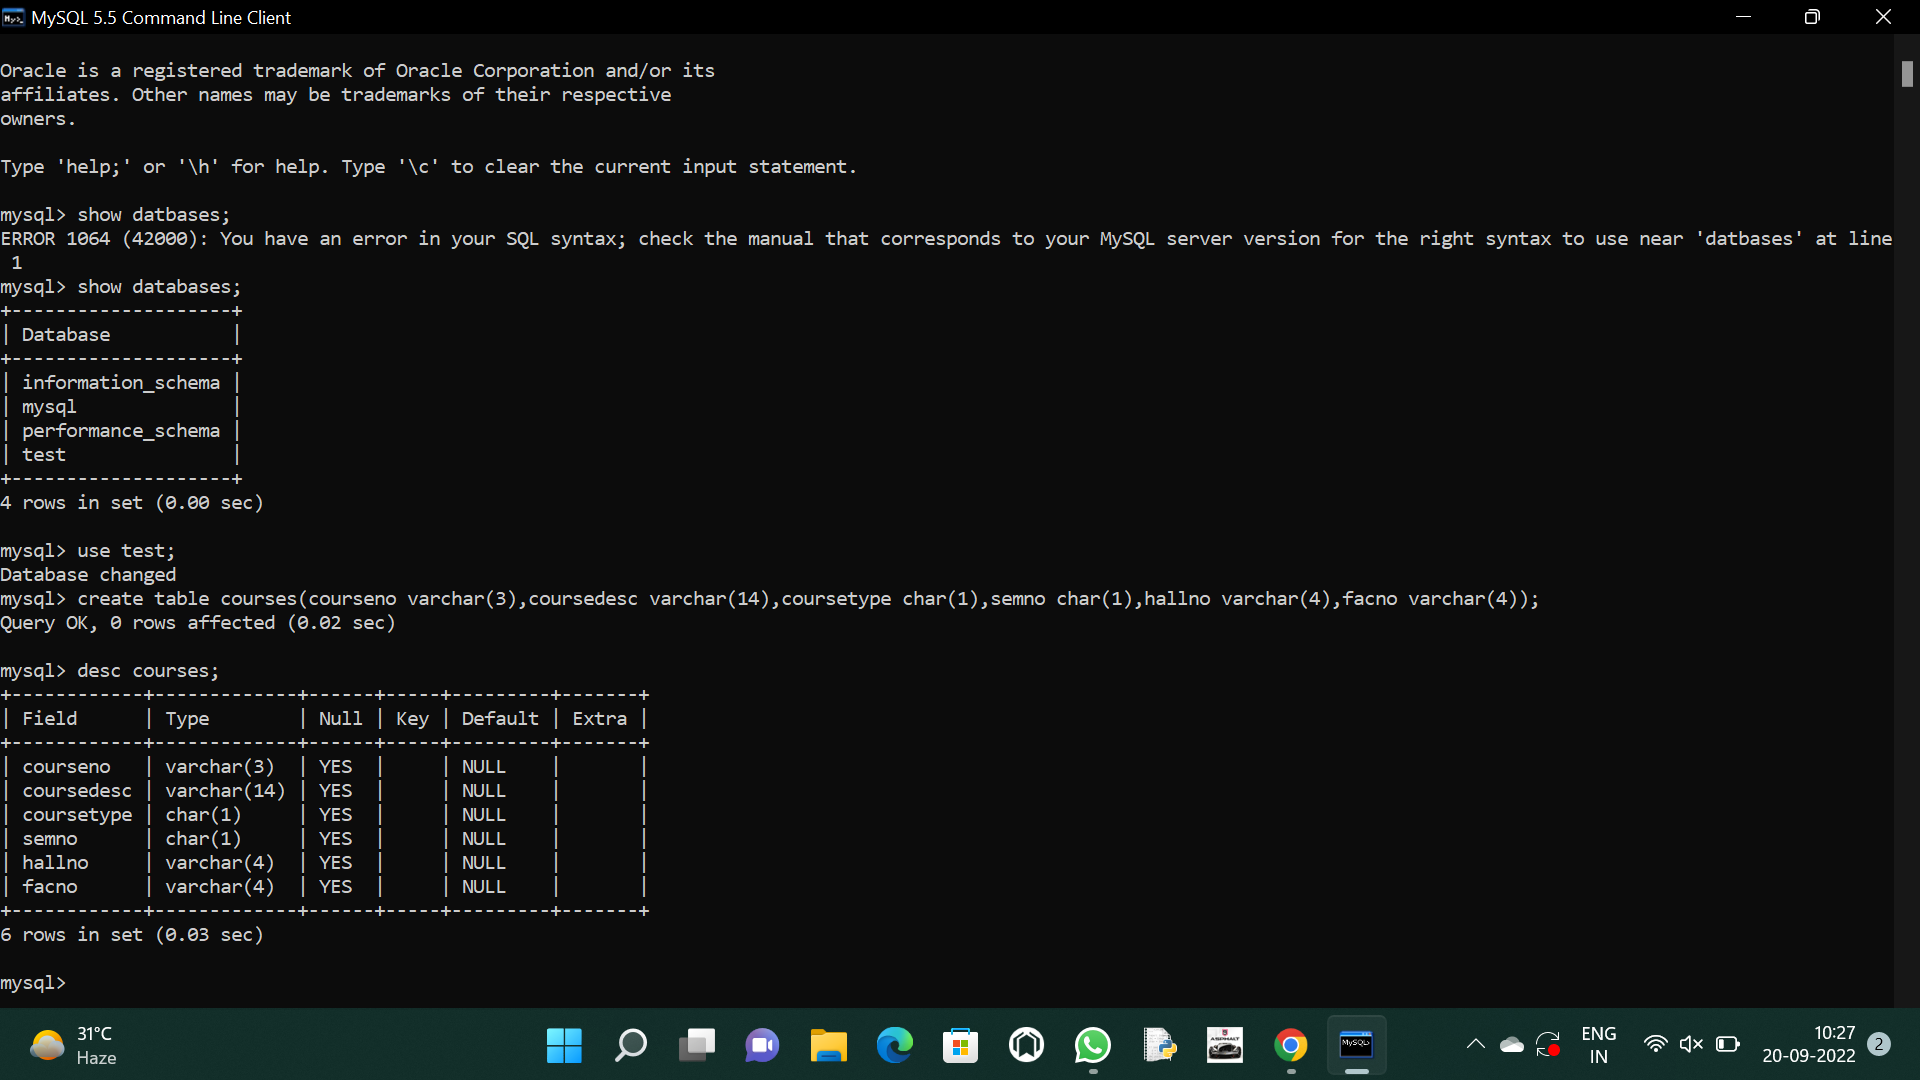 MySQL 5.5 Command Line Client
Oracle is a registered trademark of Oracle Corporation and/or its
affiliates. Other names may be trademarks of their respective
owners.
Type 'help;' or '\h' for help. Type '\c' to clear the current input statement.
mysql> show datbases;
ERROR 1064 (42000): You have an error in your SQL syntax; check the manual that corresponds to your MySQL server version for the right syntax to use near 'datbases' at line
 1
mysql> show databases;
+--------------------+
| Database           |
+--------------------+
| information_schema |
| mysql              |
| performance_schema |
| test               |
+--------------------+
4 rows in set (0.00 sec)
mysql> use test;
Database changed
mysql> create table courses(courseno varchar(3),coursedesc varchar(14),coursetype char(1),semno char(1),hallno varchar(4),facno varchar(4));
Query OK, 0 rows affected (0.02 sec)
mysql> desc courses;
+------------+-------------+------+-----+---------+-------+
| Field      | Type        | Null | Key | Default | Extra |
+------------+-------------+------+-----+---------+-------+
| courseno   | varchar(3)  | YES  |     | NULL    |       |
| coursedesc | varchar(14) | YES  |     | NULL    |       |
| coursetype | char(1)     | YES  |     | NULL    |       |
| semno      | char(1)     | YES  |     | NULL    |       |
| hallno     | varchar(4)  | YES  |     | NULL    |       |
| facno      | varchar(4)  | YES  |     | NULL    |       |
+------------+-------------+------+-----+---------+-------+
6 rows in set (0.03 sec)
mysql>
31°C
Haze
ASPHALT
MySQL>
ENG
IN
10:27
20-09-2022
2